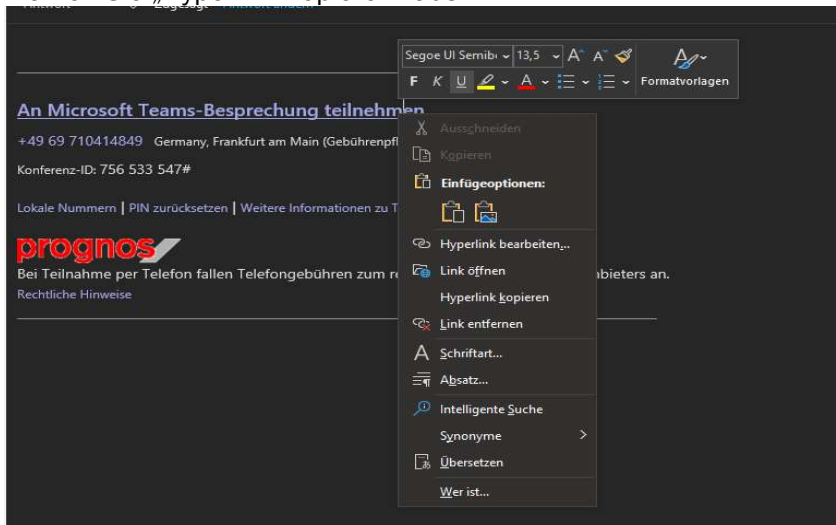 Segoe UI Semib 13,5 A A
Formatvorlagen
F K U A
An Microsoft Teams-Besprechung teilnehmen
+49 69 710414849 Germany, Frankfurt am Main (Gebührenpfl
Konferenz-ID: 756 533 547#
Lokale Nummern | PIN zurücksetzen | Weitere Informationen zu T
prognos
Bei Teilnahme per Telefon fallen Telefongebühren zum re
bieters an.
Rechtliche Hinweise
Ausschneiden
Kopieren
Einfügeoptionen:
Hyperlink bearbeiten...
Link öffnen
Hyperlink kopieren
Link entfernen
Schriftart...
Absatz...
Intelligente Suche
Synonyme >
Übersetzen
Wer ist...